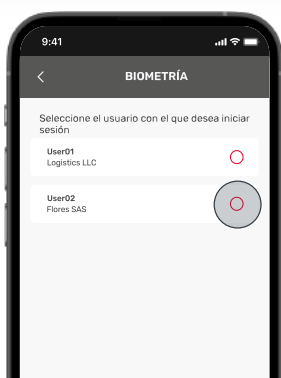 9:41
BIOMETRÍA
Seleccione el usuario con el que desea iniciar
sesión
User01
Logistics LLC
User02
Flores SAS